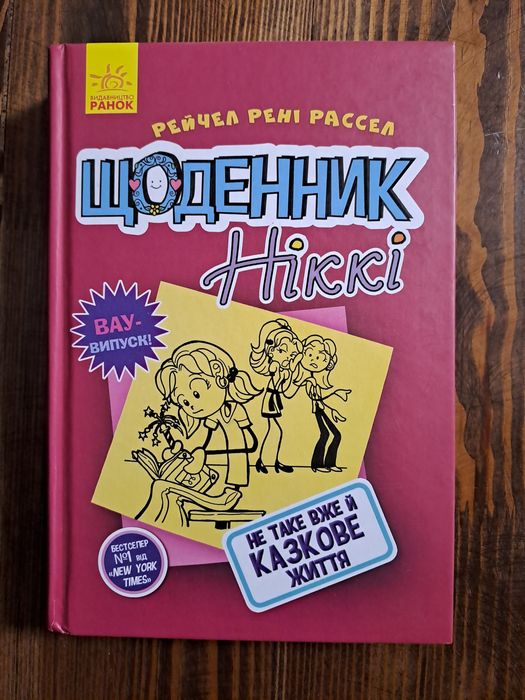 ВИДАВНИЦТВО
РАНОК
РЕЙЧЕЛ РЕНІ РАССЕЛ
ЩОДЕННИК
Ніккі
ВАУ-
ВИПУСК!
НЕ ТАКЕ ВЖЕ Й
КАЗКОВЕ
ЖИТТЯ
БЕСТСЕЛЕР
№1 ВІД
«NEW YORK
TIMES»